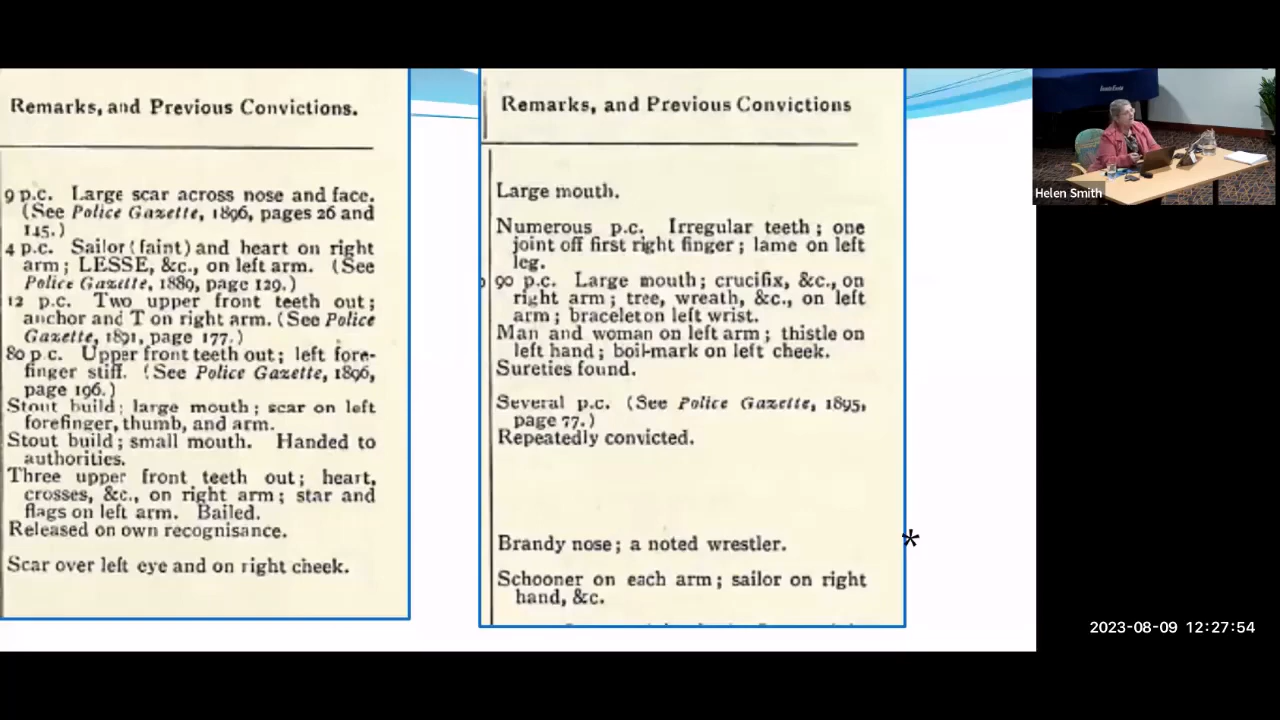 Remarks, and Previous Convictions.
9 p.c. Large scar across nose and face.
(See Police Gazette, 1896, pages 26 and
145.)
4 p.c. Sailor (faint) and heart on right
arm; LESSE, &c., on left arm. (See
Police Gazette, 1889, page 129.)
12 p.c. Two upper front teeth out;
anchor and T on right arm. (See Police
Gazette, 1891, page 177.)
80 p.c. Upper front teeth out; left fore-
finger stiff. (See Police Gazette, 1896,
page 196.)
Stout build; large mouth; scar on left
forefinger, thumb, and arm.
Stout build; small mouth. Handed to
authorities.
Three upper front teeth out; heart,
crosses, &c., on right arm; star and
flags on left arm. Bailed.
Released on own recognisance.
Scar over left eye and on right cheek.
Remarks, and Previous Convictions
Large mouth.
Numerous p.c. Irregular teeth; one
joint off first right finger; lame on left
leg.
90 p.c. Large mouth; crucifix, &c., on
right arm; tree, wreath, &c., on left
arm; bracelet on left wrist.
Man and woman on left arm; thistle on
left hand; boil-mark on left cheek.
Sureties found.
Several p.c. (See Police Gazette, 1895,
page 77.)
Repeatedly convicted.
Brandy nose; a noted wrestler.
*
Schooner on each arm; sailor on right
hand, &c.
Helen Smith
2023-08-09 12:27:54